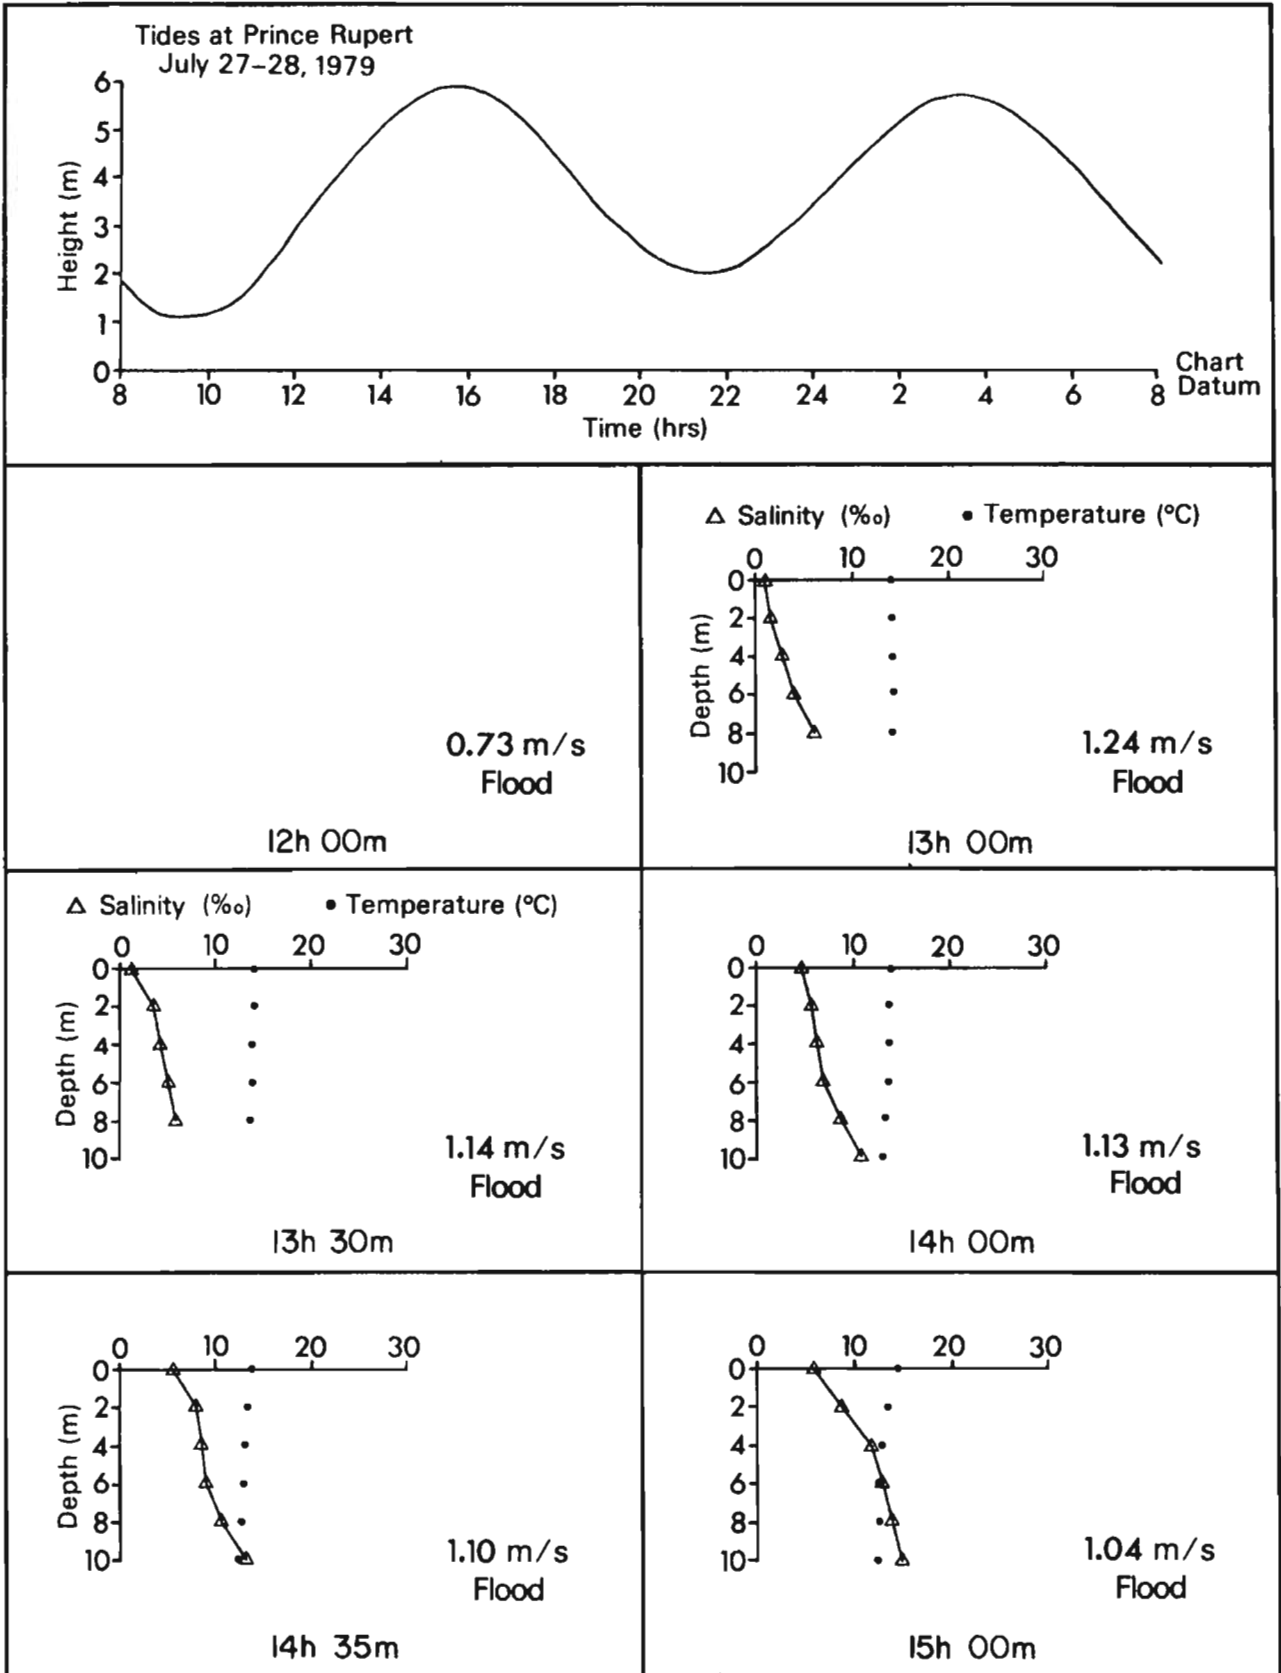 Tides at Prince Rupert
July 27–28, 1979
Height (m)
6
5
4
3
2
1
0
8 10 12 14 16 18 20 22 24 2 4 6 8
Chart
Datum
Time (hrs)
0.73 m/s
Flood
12h 00m
△ Salinity (‰) • Temperature (°C)
0 10 20 30
Depth (m)
0
2
4
6
8
10
1.24 m/s
Flood
13h 00m
△ Salinity (‰) • Temperature (°C)
0 10 20 30
Depth (m)
0
2
4
6
8
10
1.14 m/s
Flood
13h 30m
0 10 20 30
0
2
4
6
8
10
1.13 m/s
Flood
14h 00m
0 10 20 30
Depth (m)
0
2
4
6
8
10
1.10 m/s
Flood
14h 35m
0 10 20 30
0
2
4
6
8
10
1.04 m/s
Flood
15h 00m